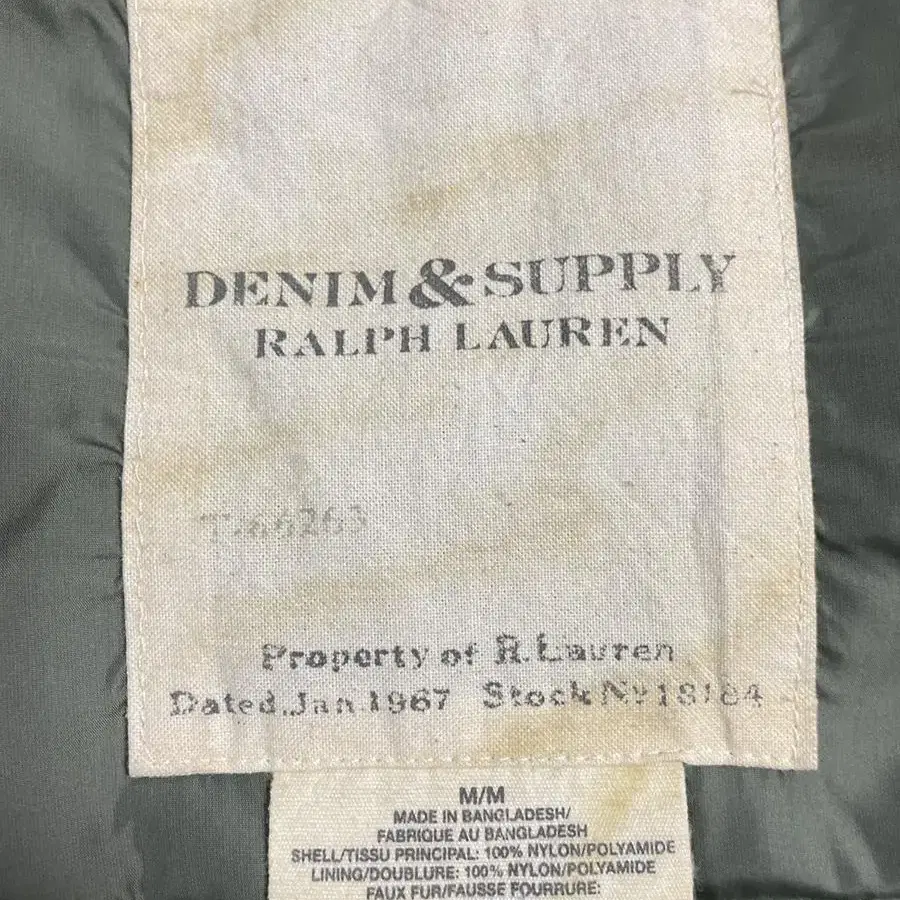 DENIM & SUPPLY
RALPH LAUREN
T-66263
Property of R. Lauren
Dated. Jan 1967 Stock No 18184
M/M
MADE IN BANGLADESH/
FABRIQUE AU BANGLADESH
SHELL/TISSU PRINCIPAL: 100% NYLON/POLYAMIDE
LINING/DOUBLURE: 100% NYLON/POLYAMIDE
FAUX FUR/FAUSSE FOURRURE: